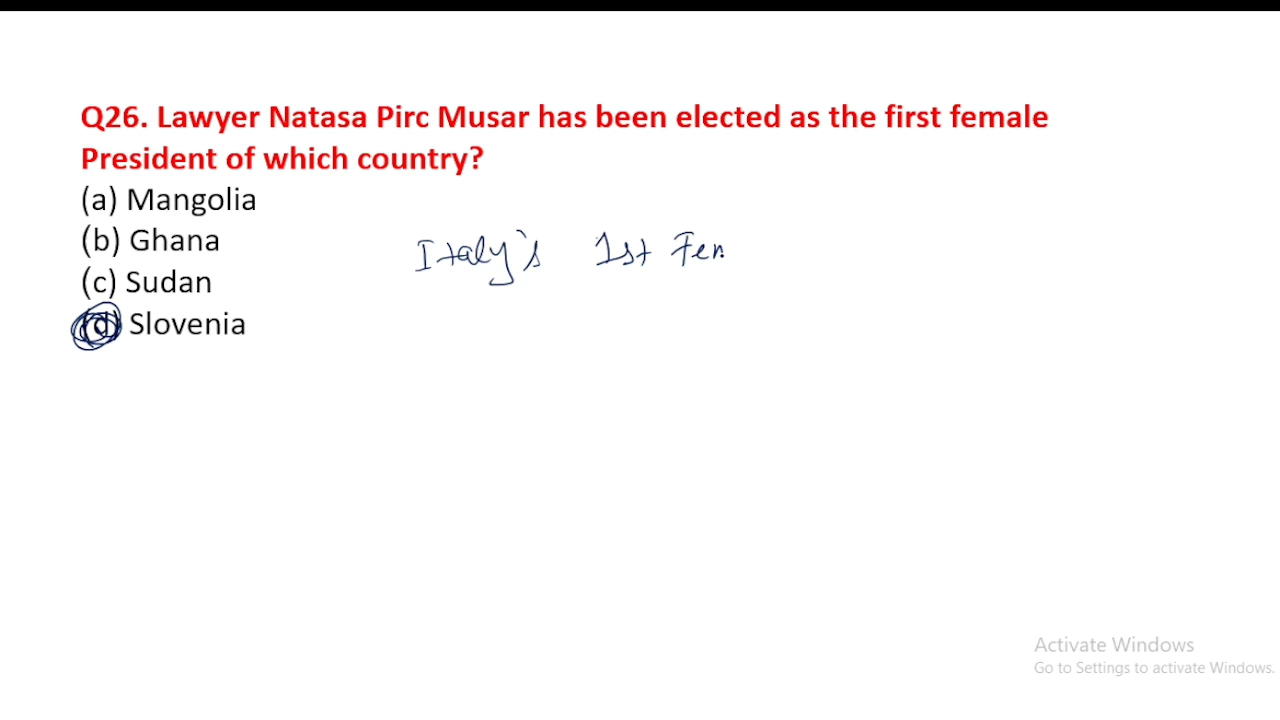 Q26. Lawyer Natasa Pirc Musar has been elected as the first female
President of which country?
(a) Mangolia
(b) Ghana
Italy's 1st Fem
(c) Sudan
(d) Slovenia
Activate Windows
Go to Settings to activate Windows.